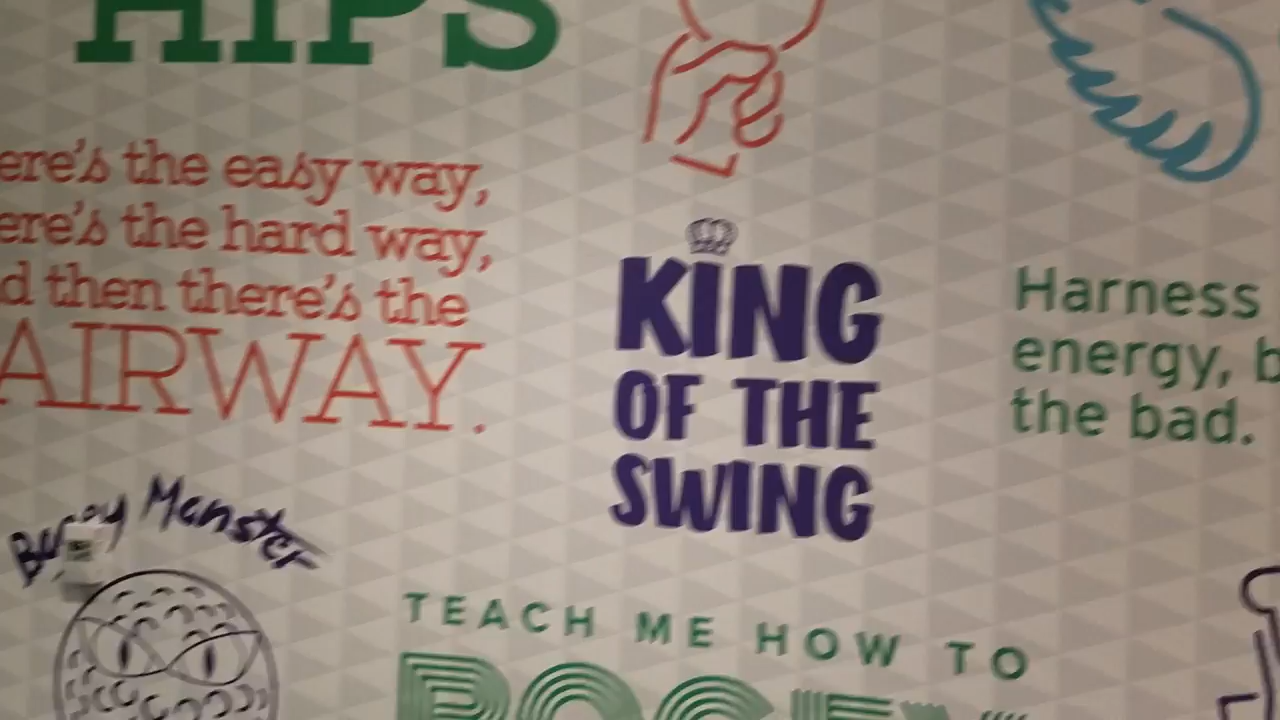 HIPS
ere's the easy way,
ere's the hard way,
d then there's the
AIRWAY.
KING
OF THE
SWING
Harness
energy, b
the bad.
Monster
TEACH ME HOW TO